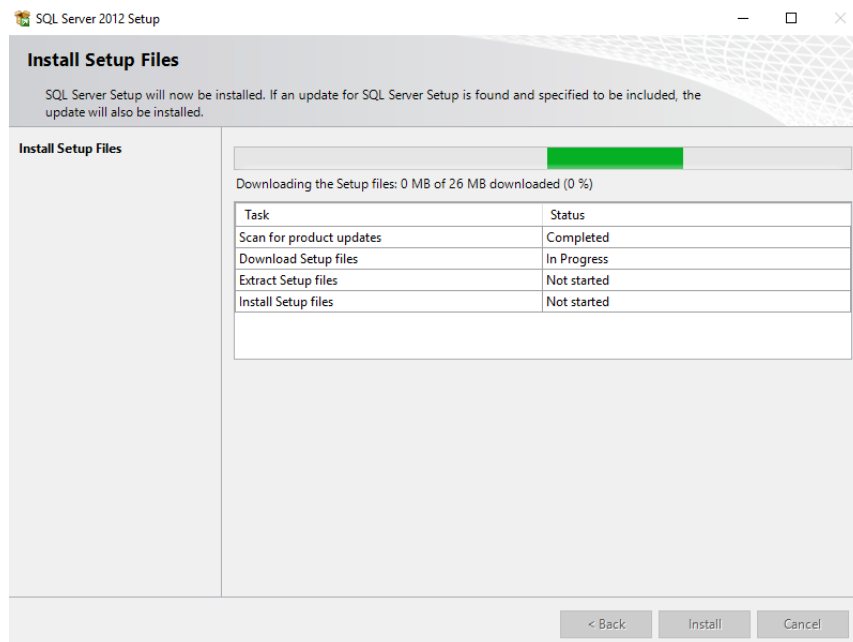 SQL Server 2012 Setup
Install Setup Files
SQL Server Setup will now be installed. If an update for SQL Server Setup is found and specified to be included, the
update will also be installed.
Install Setup Files
Downloading the Setup files: 0 MB of 26 MB downloaded (0 %)
Task Status
Scan for product updates Completed
Download Setup files In Progress
Extract Setup files Not started
Install Setup files Not started
< Back Install Cancel